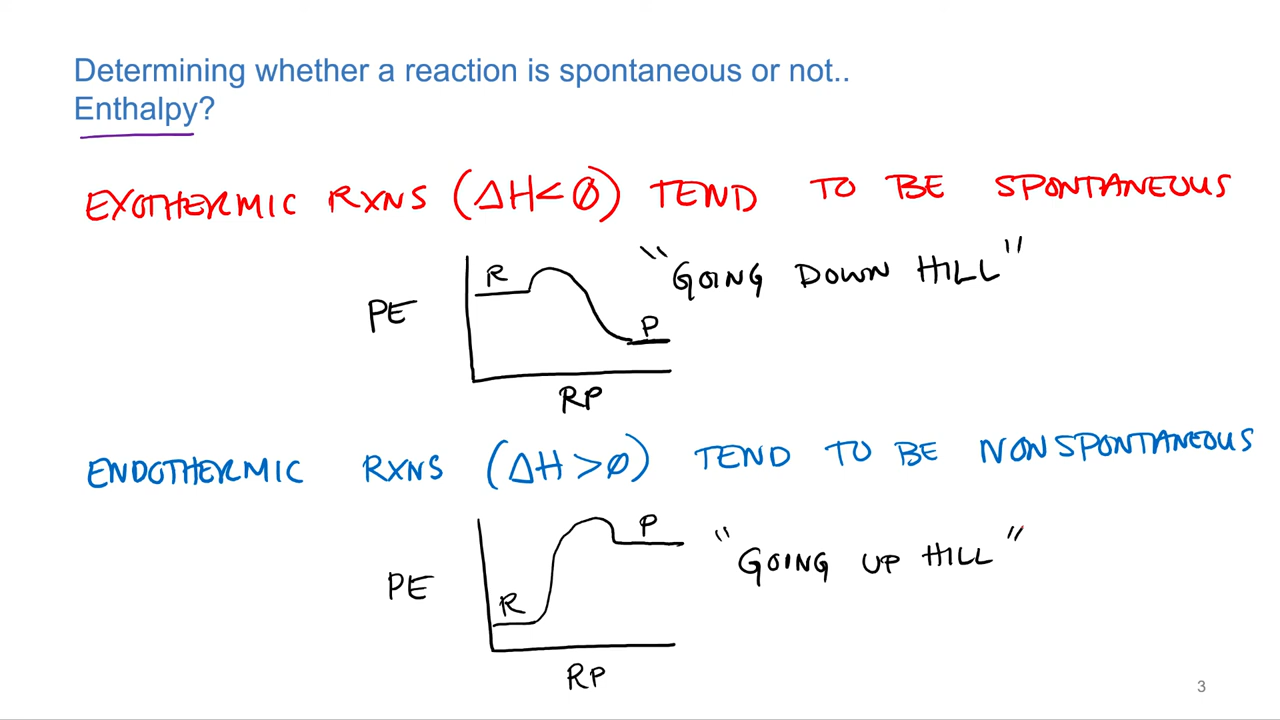 Determining whether a reaction is spontaneous or not..
Enthalpy?
EXOTHERMIC RXNS (ΔH<0) TEND TO BE SPONTANEOUS
"GOING DOWN HILL"
R
PE
P
RP
ENDOTHERMIC RXNS (ΔH>0) TEND TO BE NONSPONTANEOUS
P
"GOING UP HILL"
PE
R
RP
3